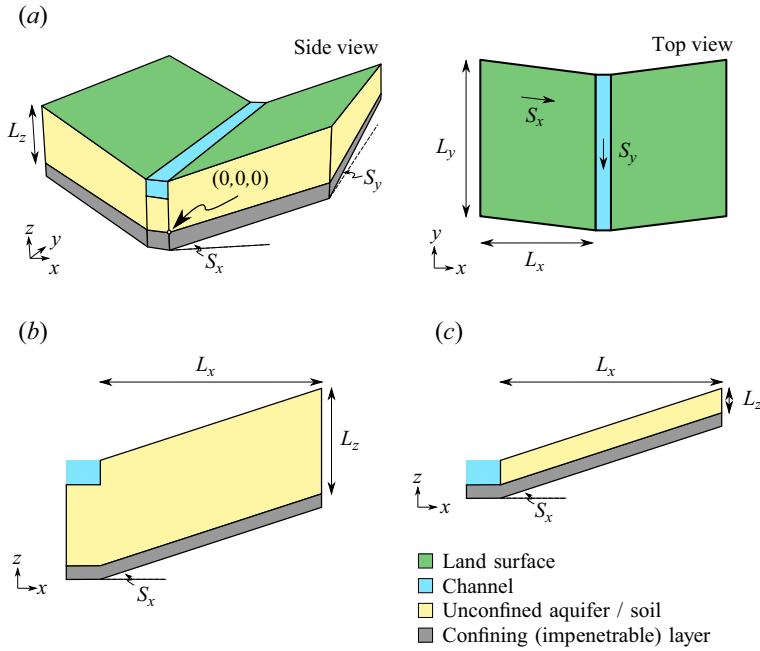 (a)
Side view
Top view
L_z
(0,0,0)
S_y
S_x
z
y
x
L_y
S_x
S_y
L_x
y
x
(b)
(c)
L_x
L_z
z
x
S_x
L_x
L_z
z
x
S_x
Land surface
Channel
Unconfined aquifer / soil
Confining (impenetrable) layer